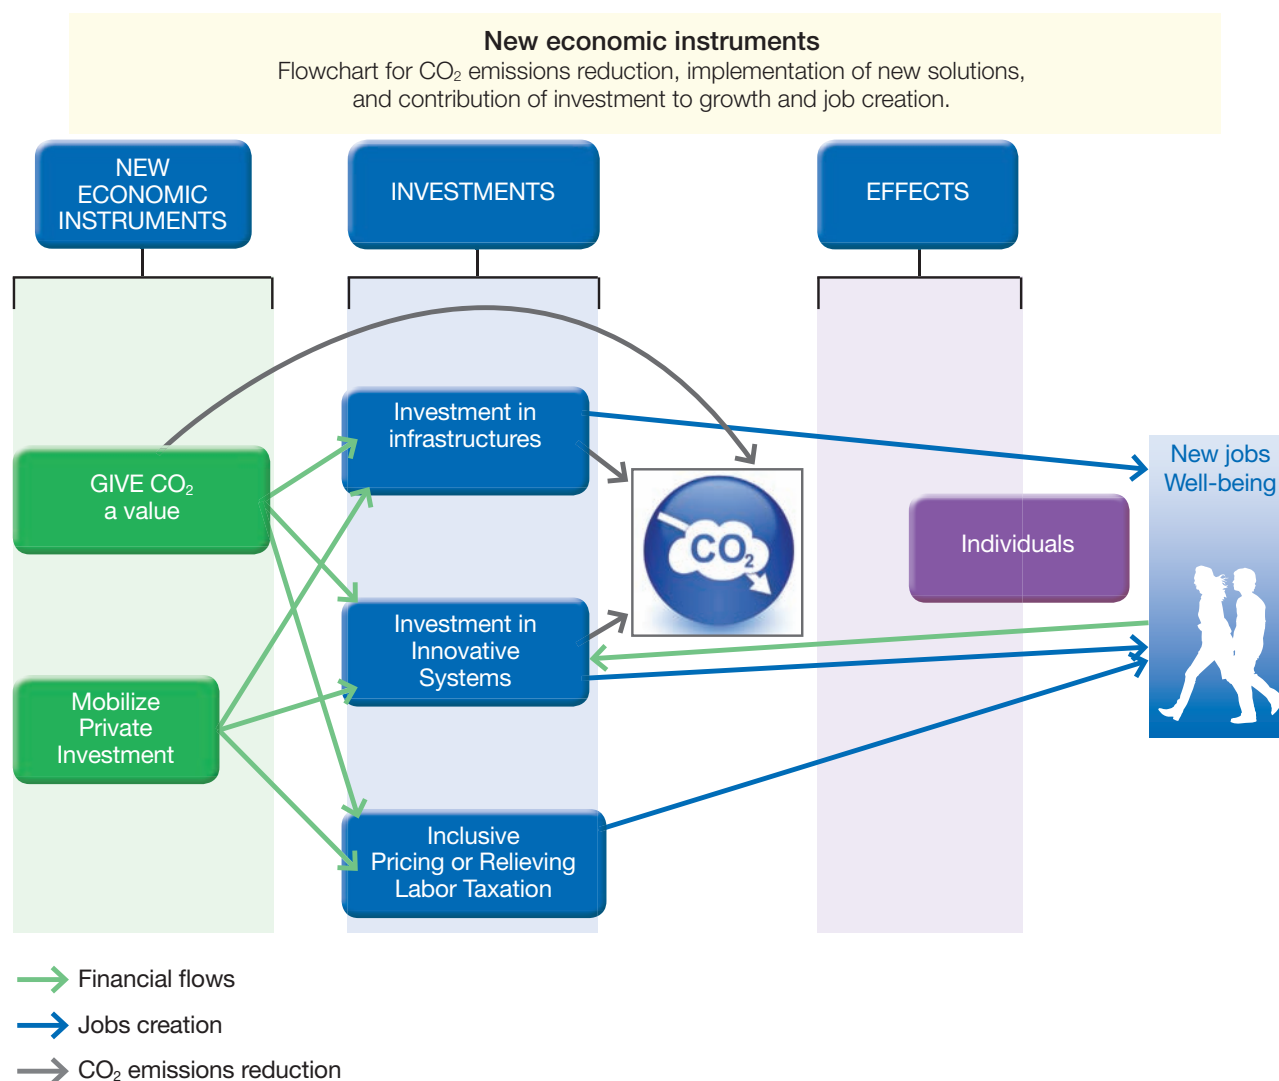 New economic instruments
Flowchart for CO₂ emissions reduction, implementation of new solutions,
and contribution of investment to growth and job creation.
NEW
ECONOMIC
INSTRUMENTS
INVESTMENTS
EFFECTS
Investment in
infrastructures
GIVE CO₂
a value
New jobs
Well-being
CO₂
Individuals
Investment in
Innovative
Systems
Mobilize
Private
Investment
Inclusive
Pricing or Relieving
Labor Taxation
Financial flows
Jobs creation
CO₂ emissions reduction